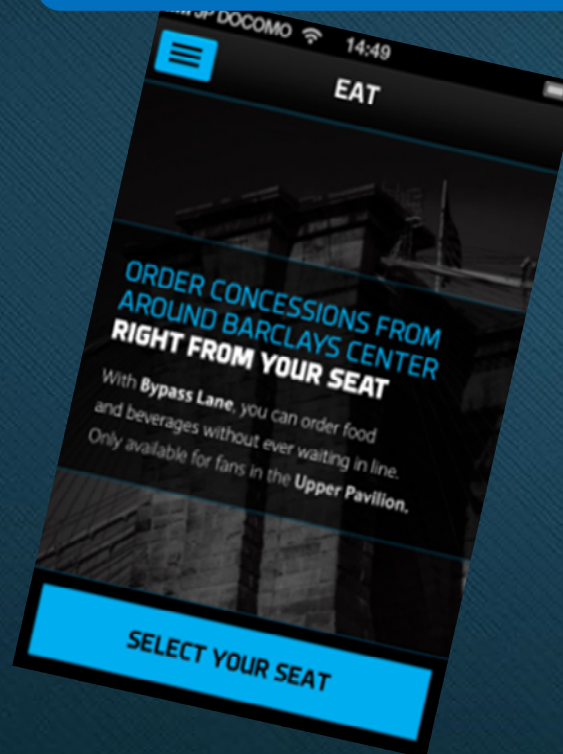 JP DOCOMO 14:49
EAT
ORDER CONCESSIONS FROM
AROUND BARCLAYS CENTER
RIGHT FROM YOUR SEAT
With Bypass Lane, you can order food
and beverages without ever waiting in line.
Only available for fans in the Upper Pavilion.
SELECT YOUR SEAT